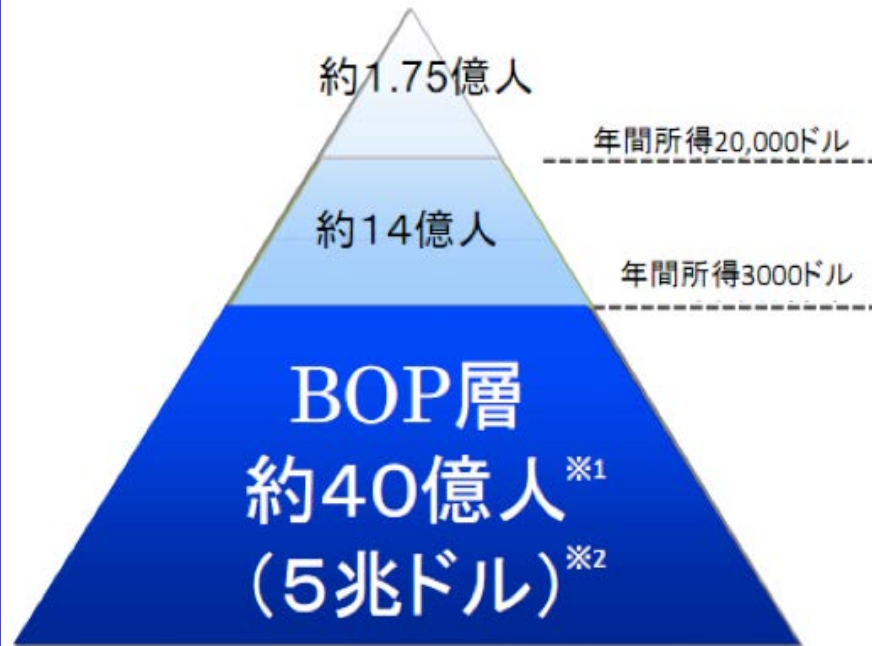 約1.75億人
年間所得20,000ドル
約14億人
年間所得3000ドル
BOP層
約40億人※1
（5兆ドル）※2